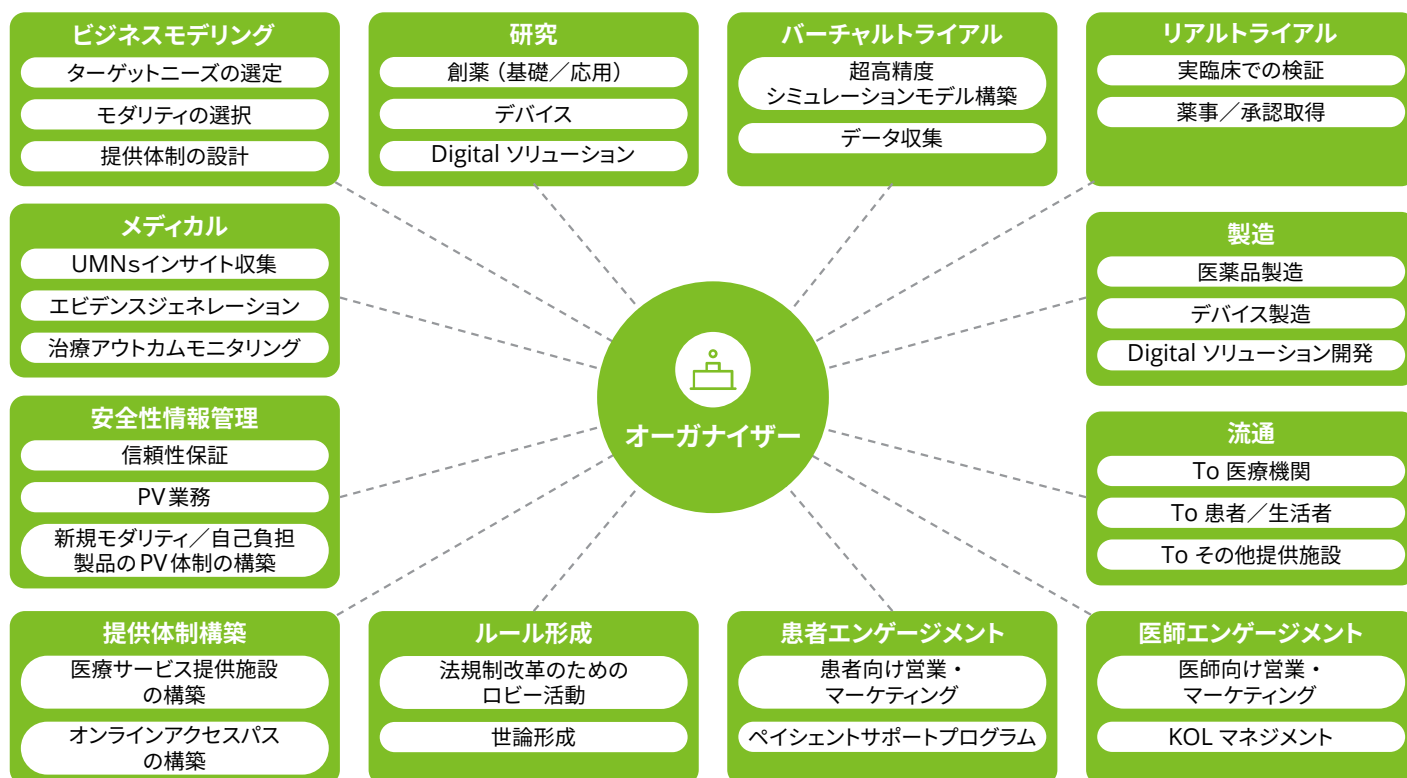 ビジネスモデリング
ターゲットニーズの選定
モダリティの選択
提供体制の設計
研究
創薬（基礎／応用）
デバイス
Digital ソリューション
バーチャルトライアル
超高精度
シミュレーションモデル構築
データ収集
リアルトライアル
実臨床での検証
薬事／承認取得
メディカル
UMNsインサイト収集
エビデンスジェネレーション
治療アウトカムモニタリング
製造
医薬品製造
デバイス製造
Digital ソリューション開発
オーガナイザー
安全性情報管理
信頼性保証
PV業務
新規モダリティ／自己負担
製品のPV体制の構築
流通
To 医療機関
To 患者／生活者
To その他提供施設
提供体制構築
医療サービス提供施設
の構築
オンラインアクセスパス
の構築
ルール形成
法規制改革のための
ロビー活動
世論形成
患者エンゲージメント
患者向け営業・
マーケティング
ペイシェントサポートプログラム
医師エンゲージメント
医師向け営業・
マーケティング
KOL マネジメント